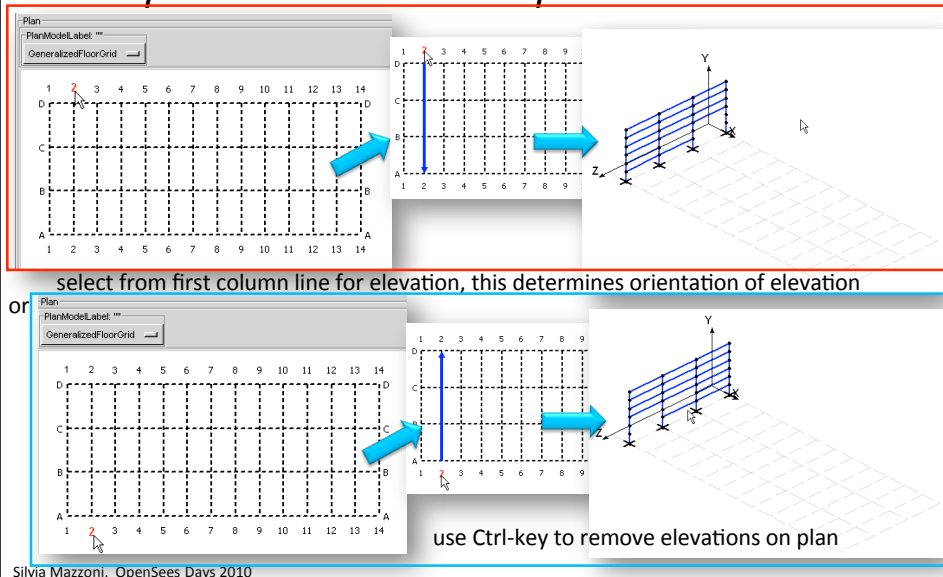 Plan
PlanModelLabel: ""
GeneralizedFloorGrid
1 2 3 4 5 6 7 8 9 10 11 12 13 14
D D
C C
B B
A A
1 2 3 4 5 6 7 8 9 10 11 12 13 14
1 2 3 4 5 6 7 8 9
D
C
B
A
1 2 3 4 5 6 7 8 9
Y
X
Z
select from first column line for elevation, this determines orientation of elevation
or
Plan
PlanModelLabel: ""
GeneralizedFloorGrid
1 2 3 4 5 6 7 8 9 10 11 12 13 14
D D
C C
B B
A A
1 2 3 4 5 6 7 8 9 10 11 12 13 14
1 2 3 4 5 6 7 8 9
D
C
A
1 2 3 4 5 6 7 8 9
Y
X
Z
use Ctrl-key to remove elevations on plan
Silvia Mazzoni, OpenSees Days 2010